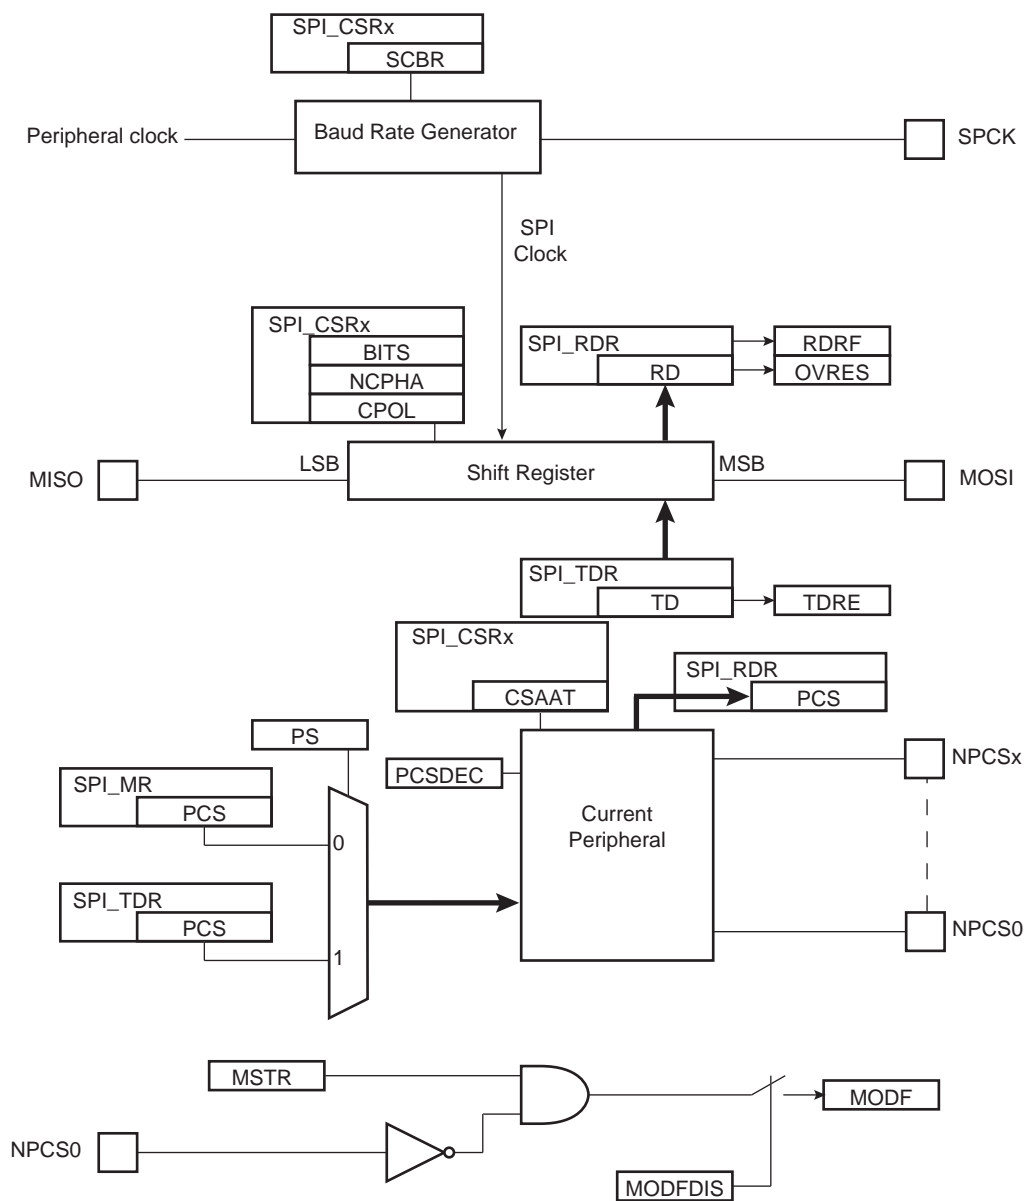 SPI_CSRx
SCBR
Peripheral clock
Baud Rate Generator
SPCK
SPI
Clock
SPI_CSRx
BITS
NCPHA
CPOL
SPI_RDR
RD
RDRF
OVRES
MISO
LSB
Shift Register
MSB
MOSI
SPI_TDR
TD
TDRE
SPI_CSRx
CSAAT
SPI_RDR
PCS
PS
PCSDEC
NPCSx
SPI_MR
PCS
0
Current
Peripheral
SPI_TDR
PCS
1
NPCS0
MSTR
MODF
NPCS0
MODFDIS